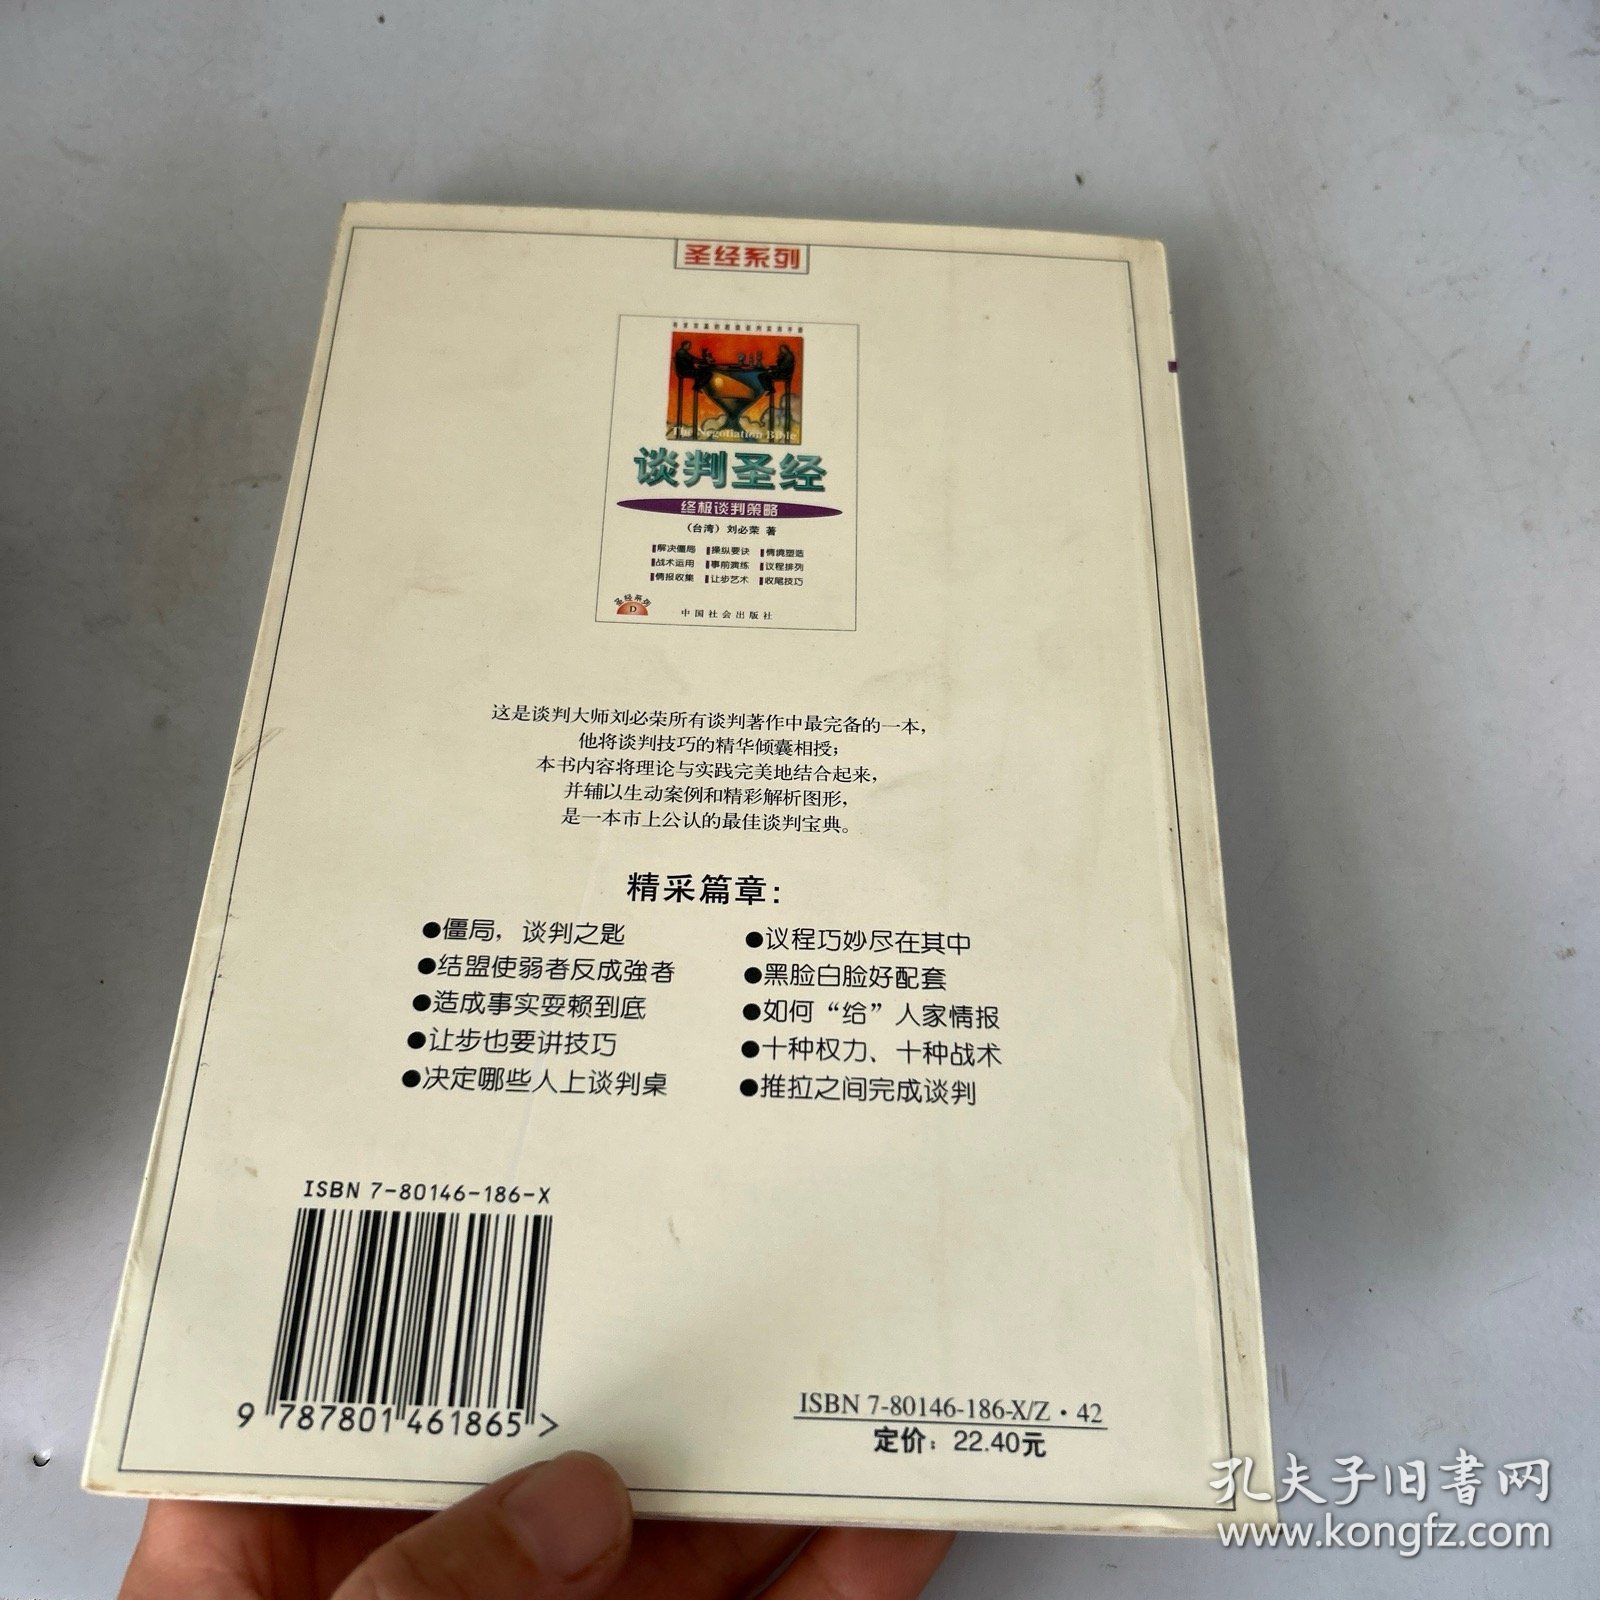 圣经系列
The Negotiation Bible
谈判圣经
终极谈判策略
（台湾）刘必荣 著
解决僵局 操纵要诀 情境塑造
战术运用 事前演练 议程排列
情报收集 让步艺术 收尾技巧
圣经系列
D
中国社会出版社
这是谈判大师刘必荣所有谈判著作中最完备的一本，
他将谈判技巧的精华倾囊相授；
本书内容将理论与实践完美地结合起来，
并辅以生动案例和精彩解析图形，
是一本市上公认的最佳谈判宝典。
精采篇章：
●僵局，谈判之匙
●结盟使弱者反成強者
●造成事实耍赖到底
●让步也要讲技巧
●决定哪些人上谈判桌
●议程巧妙尽在其中
●黑脸白脸好配套
●如何“给”人家情报
●十种权力、十种战术
●推拉之间完成谈判
ISBN 7-80146-186-X
9 787801 461865 >
ISBN 7-80146-186-X/Z·42
定价：22.40元
孔夫子旧书网
www.kongfz.com